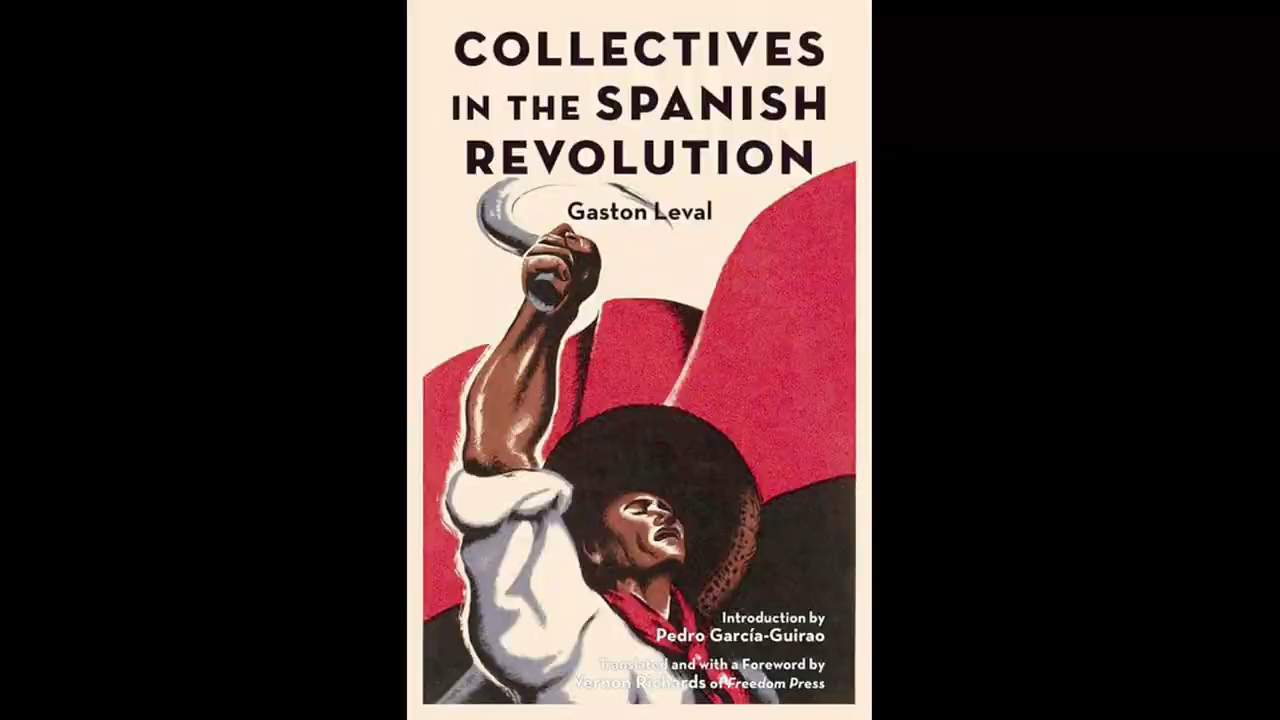 COLLECTIVES
IN THE SPANISH
REVOLUTION
Gaston Leval
Introduction by
Pedro García-Guirao
Translated and with a Foreword by
Vernon Richards of Freedom Press